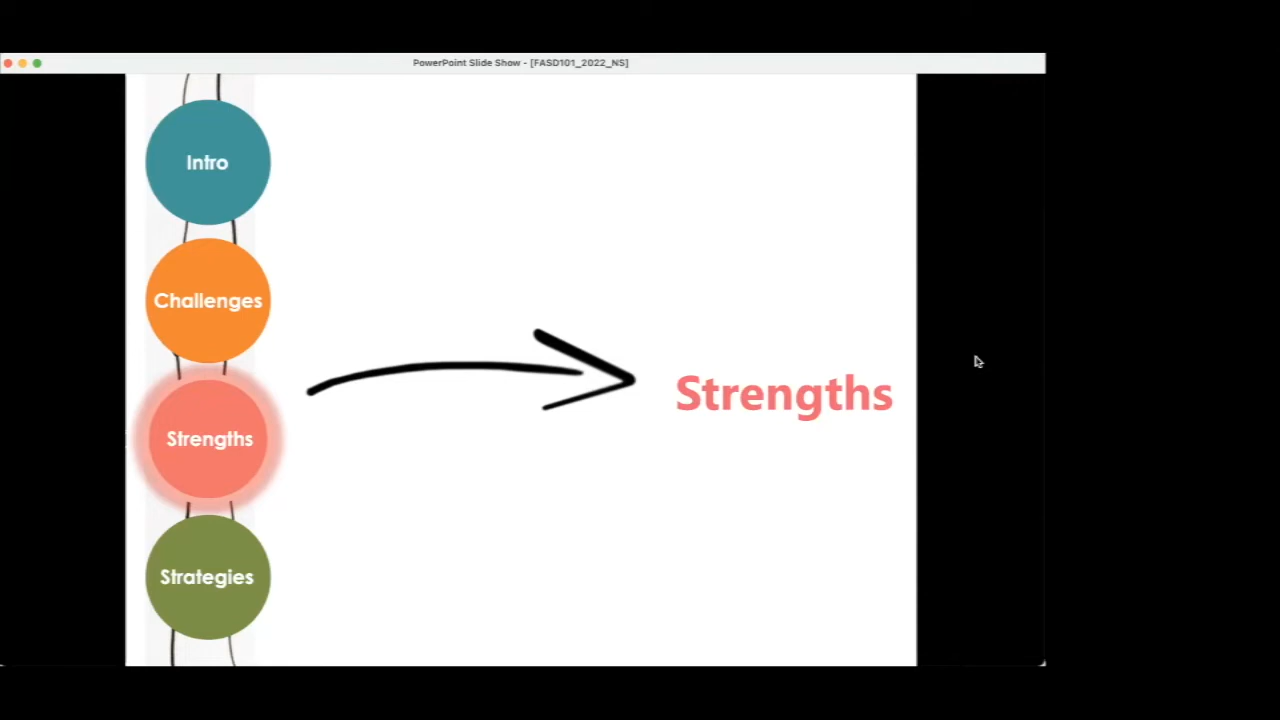 PowerPoint Slide Show - [FASD101_2022_NS]
Intro
Challenges
Strengths
Strengths
Strategies